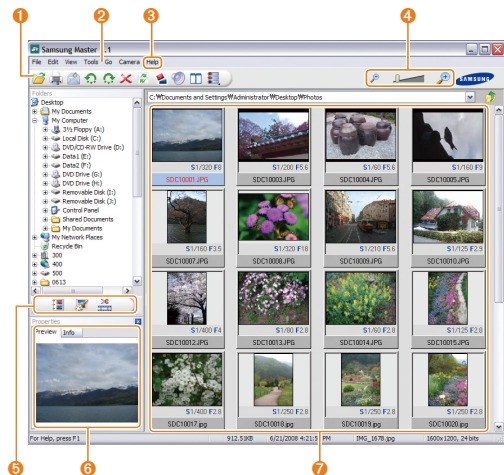 1 2 3 4
Samsung Master .1
File Edit View Tools Go Camera Help
SAMSUNG
Folders
C:₩Documents and Settings₩Administrator₩Desktop₩Photos
Desktop
My Documents
My Computer
3½ Floppy (A:)
Local Disk (C:)
DVD/CD-RW Drive (D:)
Data1 (E:)
Data2 (F:)
DVD Drive (G:)
DVD Drive (H:)
Removable Disk (I:)
Removable Disk (J:)
Control Panel
Shared Documents
My Documents
My Network Places
Recycle Bin
300
400
500
0613
S1/320 F8 S1/200 F5.6 S1/60 F5.6 S1/160 F9
SDC10001.JPG SDC10003.JPG SDC10004.JPG SDC10005.JPG
S1/160 F3.5 S1/320 F18 S1/210 F5.6 S1/125 F2.9
SDC10007.JPG SDC10008.JPG SDC10009.JPG SDC10010.JPG
S1/400 F4 S1/80 F2.8 S1/60 F2.8 S1/125 F2.8
SDC10012.JPG SDC10013.JPG SDC10014.JPG SDC10015.JPG
S1/400 F2.8 S1/250 F2.8 S1/250 F2.8 S1/250 F2.8
SDC10017.jpg SDC10018.jpg SDC10019.jpg SDC10020.jpg
Properties
Preview Info
For Help, press F1 912.51KB 6/21/2008 4:21:5 PM IMG_1678.jpg 1600x1200, 24 bits
5 6 7